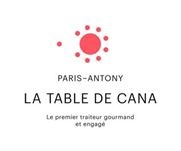 PARIS–ANTONY
LA TABLE DE CANA
Le premier traiteur gourmand
et engagé